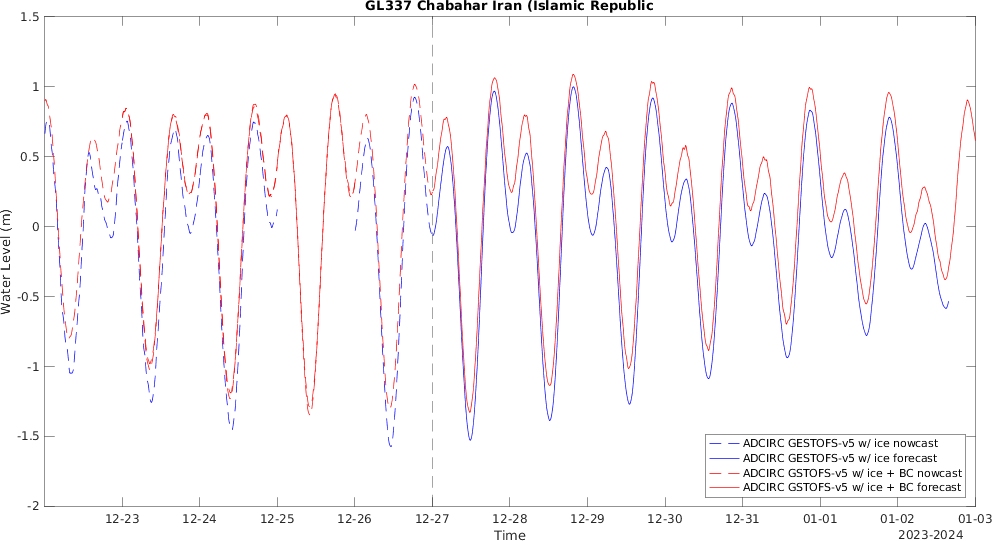 GL337 Chabahar Iran (Islamic Republic
1.5
1
0.5
0
-0.5
-1
-1.5
-2
Water Level (m)
ADCIRC GESTOFS-v5 w/ ice nowcast
ADCIRC GESTOFS-v5 w/ ice forecast
ADCIRC GSTOFS-v5 w/ ice + BC nowcast
ADCIRC GSTOFS-v5 w/ ice + BC forecast
12-23 12-24 12-25 12-26 12-27 12-28 12-29 12-30 12-31 01-01 01-02 01-03
Time
2023-2024